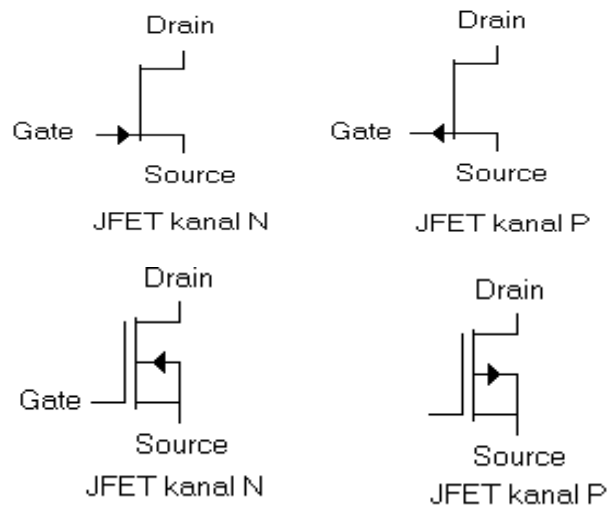 Drain
Gate
Source
JFET kanal N
Drain
Gate
Source
JFET kanal P
Drain
Gate
Source
JFET kanal N
Drain
Source
JFET kanal P